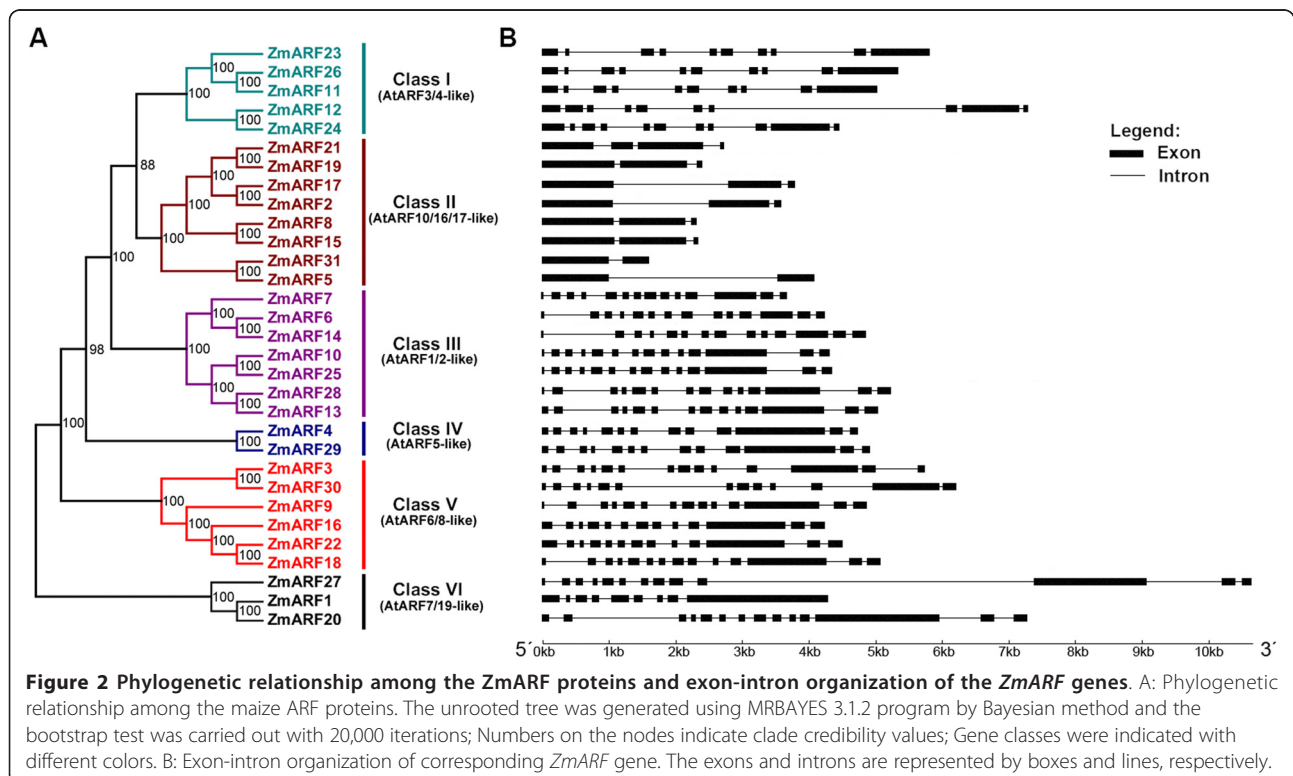 A
B
ZmARF23
ZmARF26
ZmARF11
ZmARF12
ZmARF24
ZmARF21
ZmARF19
ZmARF17
ZmARF2
ZmARF8
ZmARF15
ZmARF31
ZmARF5
ZmARF7
ZmARF6
ZmARF14
ZmARF10
ZmARF25
ZmARF28
ZmARF13
ZmARF4
ZmARF29
ZmARF3
ZmARF30
ZmARF9
ZmARF16
ZmARF22
ZmARF18
ZmARF27
ZmARF1
ZmARF20
100
100
100
100
88
100
100
100
100
100
100
100
100
100
100
100
100
100
100
98
100
100
100
100
100
100
100
100
100
Class I
(AtARF3/4-like)
Class II
(AtARF10/16/17-like)
Class III
(AtARF1/2-like)
Class IV
(AtARF5-like)
Class V
(AtARF6/8-like)
Class VI
(AtARF7/19-like)
Legend:
Exon
Intron
5´ 0kb 1kb 2kb 3kb 4kb 5kb 6kb 7kb 8kb 9kb 10kb 3´
Figure 2 Phylogenetic relationship among the ZmARF proteins and exon-intron organization of the ZmARF genes. A: Phylogenetic
relationship among the maize ARF proteins. The unrooted tree was generated using MRBAYES 3.1.2 program by Bayesian method and the
bootstrap test was carried out with 20,000 iterations; Numbers on the nodes indicate clade credibility values; Gene classes were indicated with
different colors. B: Exon-intron organization of corresponding ZmARF gene. The exons and introns are represented by boxes and lines, respectively.